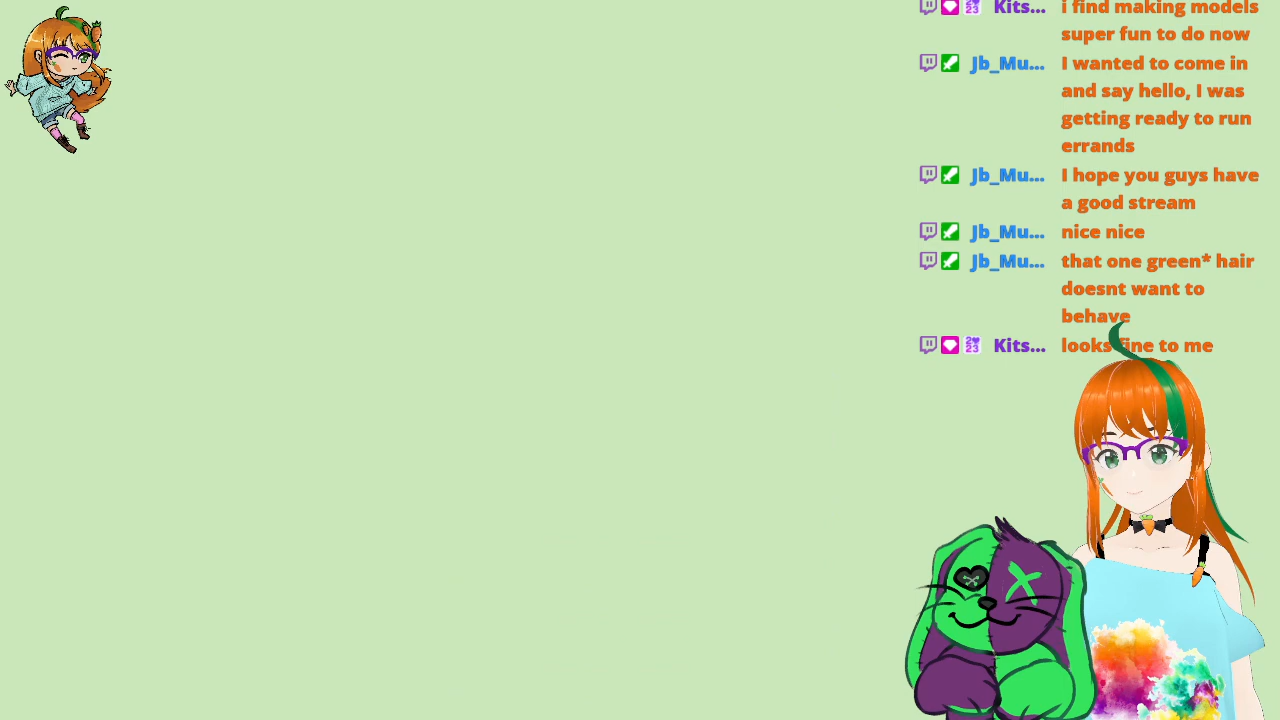 Kits... i find making models
super fun to do now
Jb_Mu... I wanted to come in
and say hello, I was
getting ready to run
errands
Jb_Mu... I hope you guys have
a good stream
Jb_Mu... nice nice
Jb_Mu... that one green* hair
doesnt want to
behave
Kits... looks fine to me